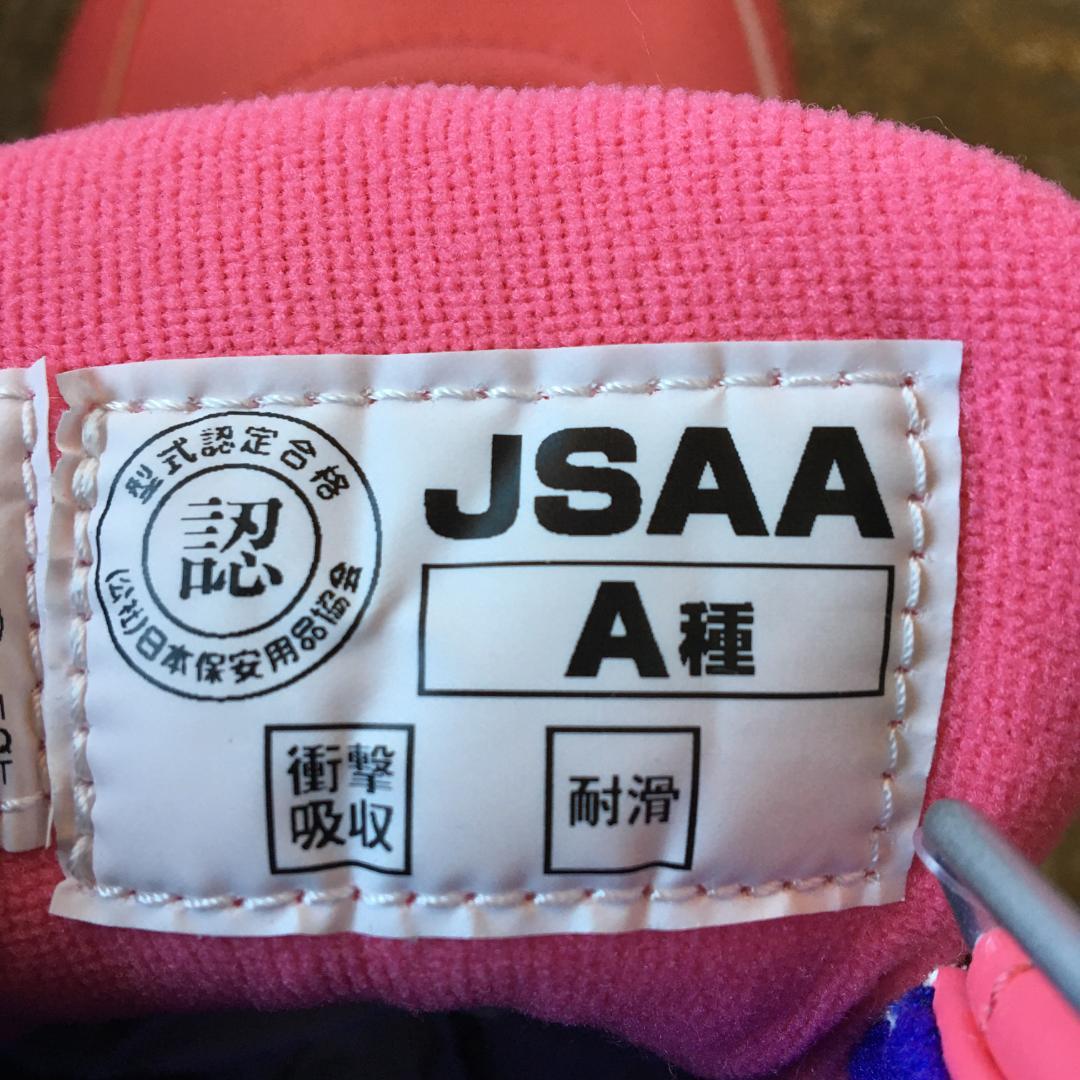 型式認定合格
認
(公社)日本保安用品協会
JSAA
A種
衝撃
吸収
耐滑
Q
T